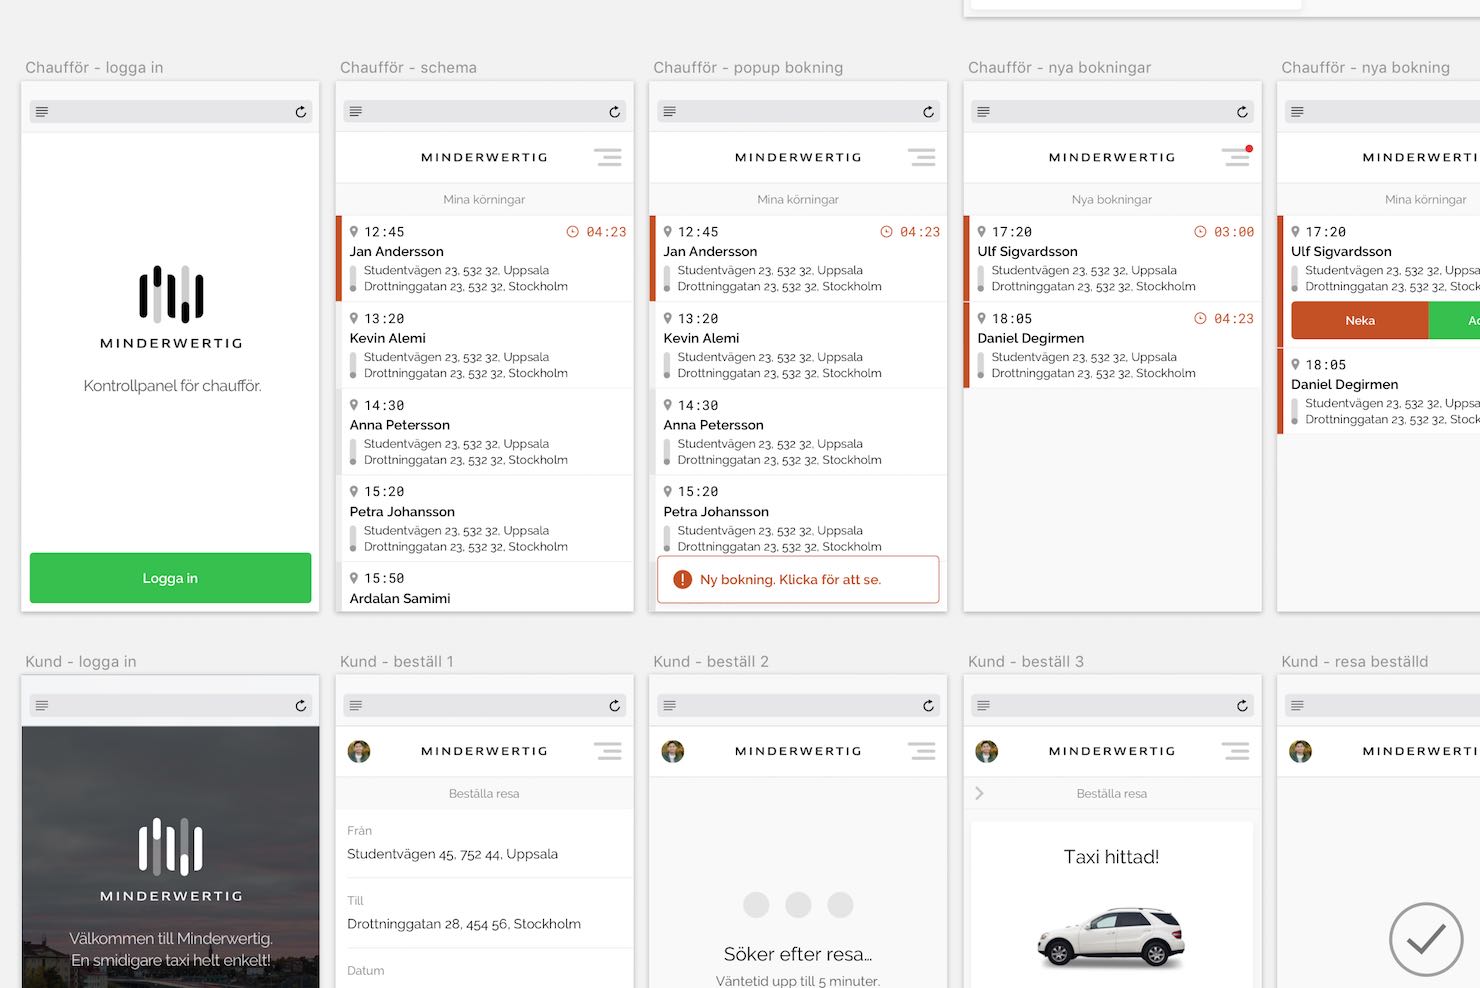 Chaufför - logga in
MINDERWERTIG
Kontrollpanel för chaufför.
Logga in
Chaufför - schema
MINDERWERTIG
Mina körningar
12:45 04:23
Jan Andersson
Studentvägen 23, 532 32, Uppsala
Drottninggatan 23, 532 32, Stockholm
13:20
Kevin Alemi
Studentvägen 23, 532 32, Uppsala
Drottninggatan 23, 532 32, Stockholm
14:30
Anna Petersson
Studentvägen 23, 532 32, Uppsala
Drottninggatan 23, 532 32, Stockholm
15:20
Petra Johansson
Studentvägen 23, 532 32, Uppsala
Drottninggatan 23, 532 32, Stockholm
15:50
Ardalan Samimi
Chaufför - popup bokning
MINDERWERTIG
Mina körningar
12:45 04:23
Jan Andersson
Studentvägen 23, 532 32, Uppsala
Drottninggatan 23, 532 32, Stockholm
13:20
Kevin Alemi
Studentvägen 23, 532 32, Uppsala
Drottninggatan 23, 532 32, Stockholm
14:30
Anna Petersson
Studentvägen 23, 532 32, Uppsala
Drottninggatan 23, 532 32, Stockholm
15:20
Petra Johansson
Studentvägen 23, 532 32, Uppsala
Drottninggatan 23, 532 32, Stockholm
Ny bokning. Klicka för att se.
Chaufför - nya bokningar
MINDERWERTIG
Nya bokningar
17:20 03:00
Ulf Sigvardsson
Studentvägen 23, 532 32, Uppsala
Drottninggatan 23, 532 32, Stockholm
18:05 04:23
Daniel Degirmen
Studentvägen 23, 532 32, Uppsala
Drottninggatan 23, 532 32, Stockholm
Chaufför - nya bokning
MINDERWERTI
Mina körningar
17:20
Ulf Sigvardsson
Studentvägen 23, 532 32, Uppsa
Drottninggatan 23, 532 32, Stock
Neka
18:05
Daniel Degirmen
Studentvägen 23, 532 32, Uppsa
Drottninggatan 23, 532 32, Stock
Kund - logga in
MINDERWERTIG
Välkommen till Minderwertig.
En smidigare taxi helt enkelt!
Kund - beställ 1
MINDERWERTIG
Beställa resa
Från
Studentvägen 45, 752 44, Uppsala
Till
Drottninggatan 28, 454 56, Stockholm
Datum
Kund - beställ 2
MINDERWERTIG
Söker efter resa...
Väntetid upp till 5 minuter.
Kund - beställ 3
MINDERWERTIG
Beställa resa
Taxi hittad!
Kund - resa beställd
MINDERWERTI